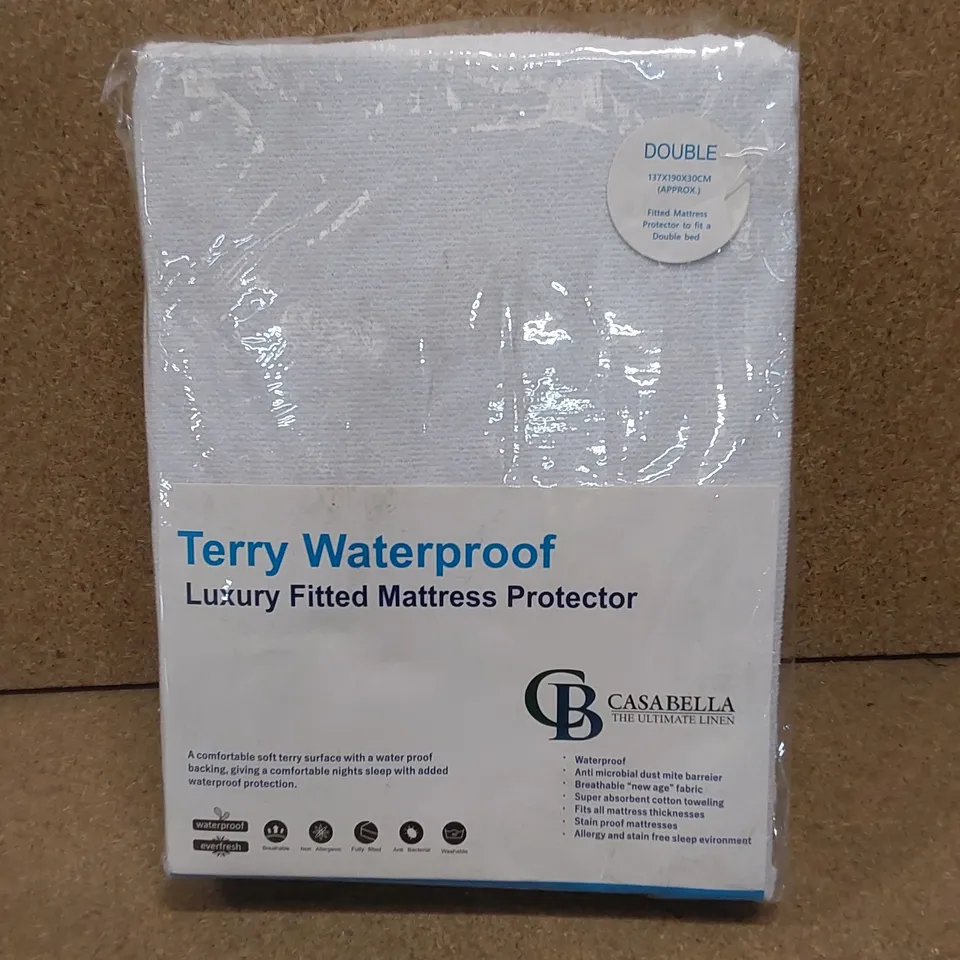 DOUBLE
137X190X30CM
(APPROX.)
Fitted Mattress
Protector to fit a
Double bed
Terry Waterproof
Luxury Fitted Mattress Protector
CB
CASABELLA
THE ULTIMATE LINEN
A comfortable soft terry surface with a water proof
backing, giving a comfortable nights sleep with added
waterproof protection.
· Waterproof
· Anti microbial dust mite barreier
· Breathable "new age" fabric
· Super absorbent cotton toweling
· Fits all mattress thicknesses
· Stain proof mattresses
· Allergy and stain free sleep evironment
waterproof
everfresh
Breathable
Non Allergenic
Fully fitted
Anti Bacterial
Washable